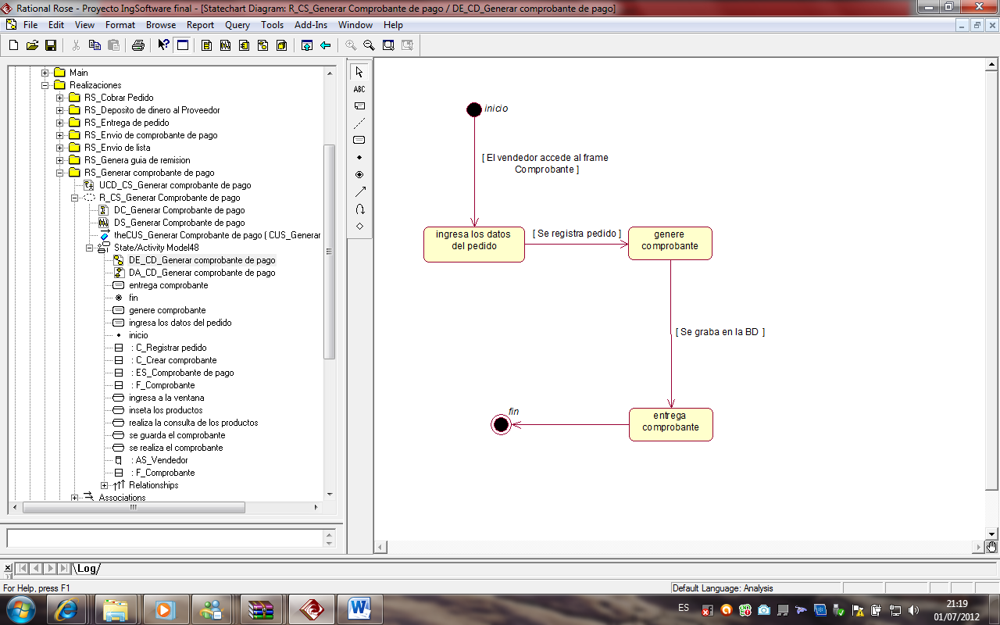 Rational Rose - Proyecto IngSoftware final - [Statechart Diagram: R_CS_Generar Comprobante de pago / DE_CD_Generar comprobante de pago]
File Edit View Format Browse Report Query Tools Add-Ins Window Help
ABC
Main
Realizaciones
RS_Cobrar Pedido
RS_Deposito de dinero al Proveedor
RS_Entrega de pedido
RS_Envio de comprobante de pago
RS_Envio de lista
RS_Genera guia de remision
RS_Generar comprobante de pago
UCD_CS_Generar comprobante de pago
R_CS_Generar Comprobante de pago
DC_Generar Comprobante de pago
DS_Generar Comprobante de pago
theCUS_Generar Comprobante de pago ( CUS_Generar
State/Activity Model48
DE_CD_Generar comprobante de pago
DA_CD_Generar comprobante de pago
entrega comprobante
fin
genere comprobante
ingresa los datos del pedido
inicio
: C_Registrar pedido
: C_Crear comprobante
: ES_Comprobante de pago
: F_Comprobante
ingresa a la ventana
inseta los productos
realiza la consulta de los productos
se guarda el comprobante
se realiza el comprobante
: AS_Vendedor
: F_Comprobante
Relationships
Associations
inicio
[ El vendedor accede al frame
Comprobante ]
ingresa los datos
del pedido
[ Se registra pedido ]
genere
comprobante
[ Se graba en la BD ]
entrega
comprobante
fin
\Log/
For Help, press F1
Default Language: Analysis
ES
21:19
01/07/2012